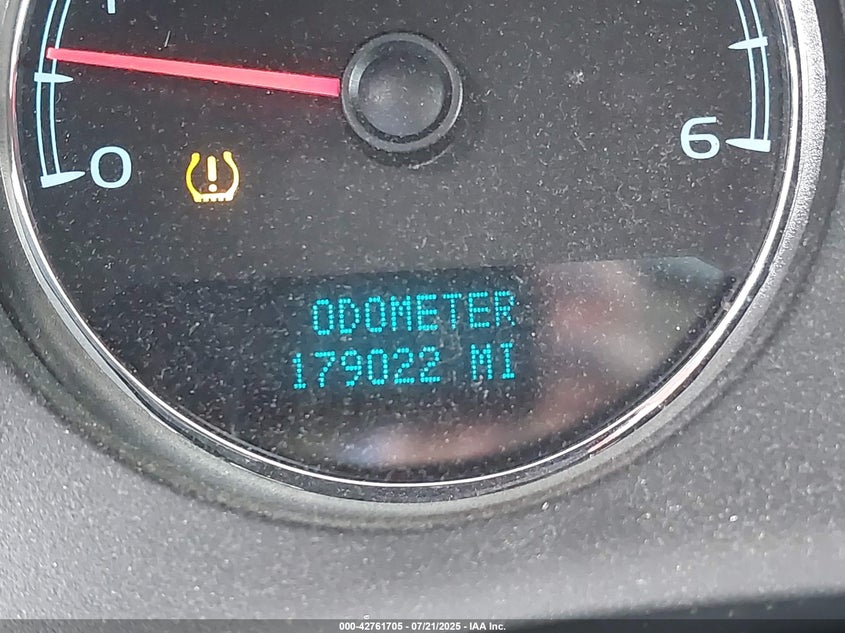 0
6
ODOMETER
179022 MI
000-42761705 - 07/21/2025 - IAA Inc.